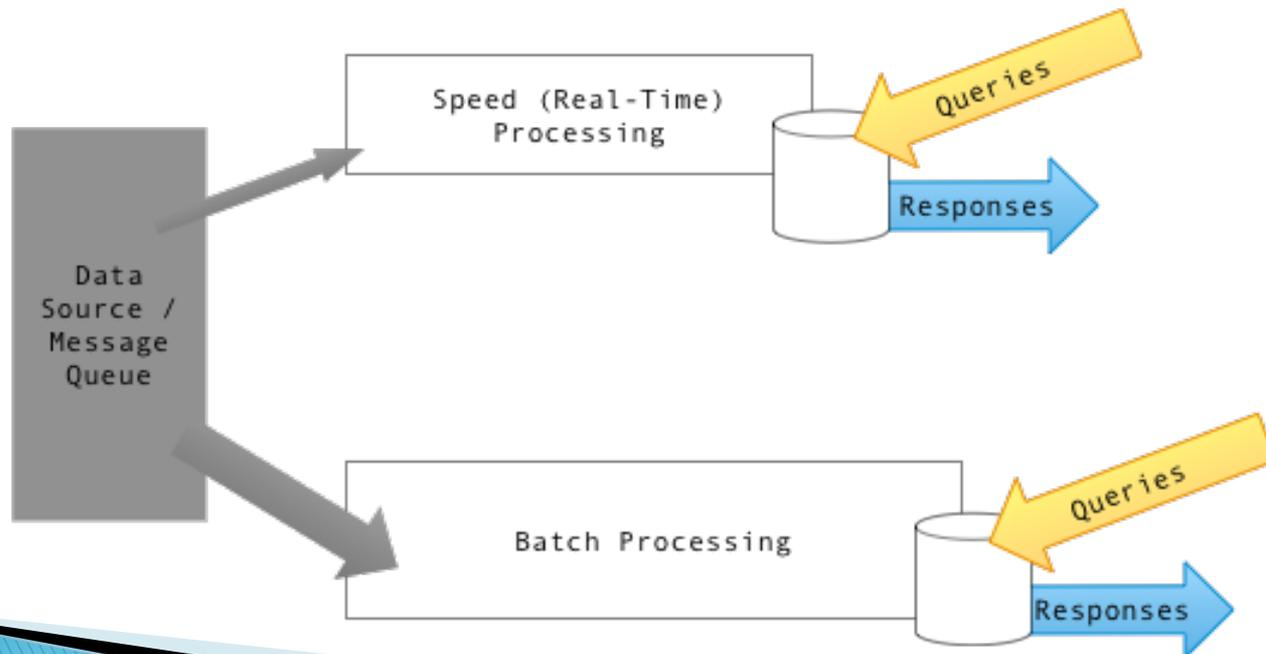 Speed (Real-Time)
Processing
Queries
Responses
Data
Source /
Message
Queue
Batch Processing
Queries
Responses